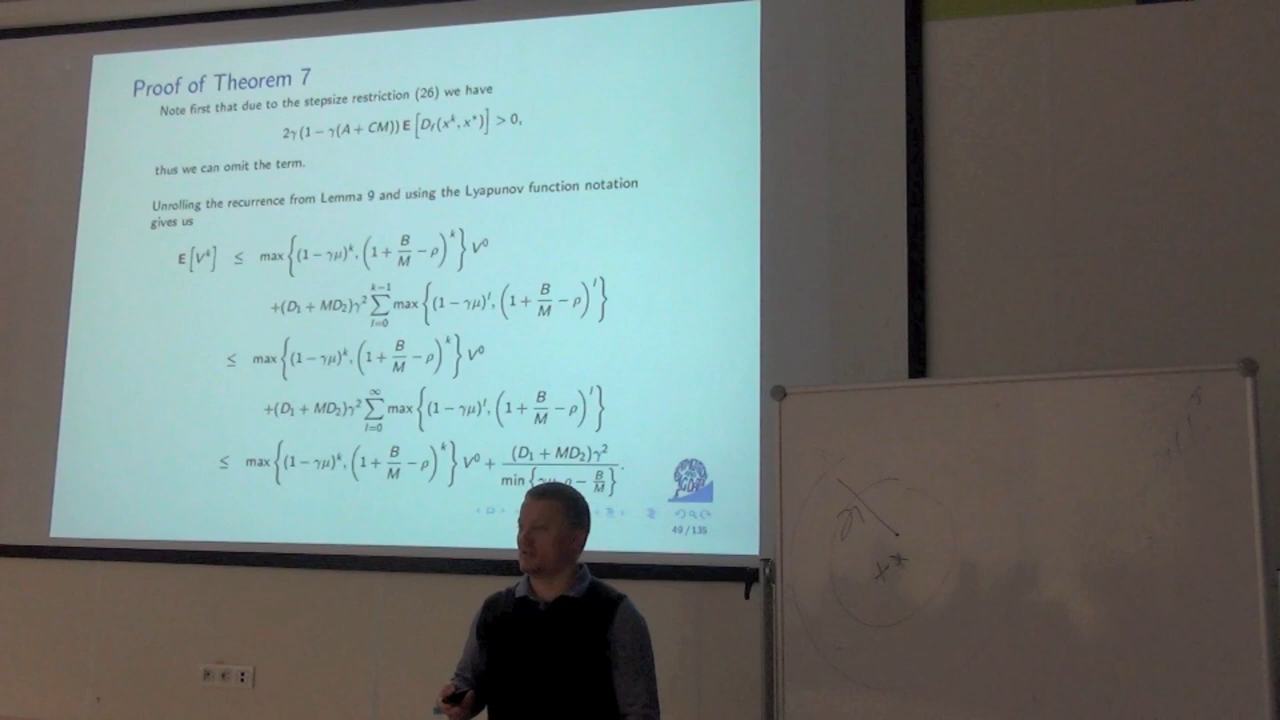 Proof of Theorem 7
Note first that due to the stepsize restriction (26) we have
2γ (1 − γ(A + CM)) E [D_f(x^k, x^*)] > 0,
thus we can omit the term.
Unrolling the recurrence from Lemma 9 and using the Lyapunov function notation
gives us
E [V^k] ≤ max {(1 − γμ)^k, (1 + B/M − ρ)^k} V^0
+(D_1 + MD_2)γ^2 ∑_{l=0}^{k−1} max {(1 − γμ)^l, (1 + B/M − ρ)^l}
≤ max {(1 − γμ)^k, (1 + B/M − ρ)^k} V^0
+(D_1 + MD_2)γ^2 ∑_{l=0}^{∞} max {(1 − γμ)^l, (1 + B/M − ρ)^l}
≤ max {(1 − γμ)^k, (1 + B/M − ρ)^k} V^0 + (D_1 + MD_2)γ^2 / min {γμ, ρ − B/M}.
49 / 135
x^*